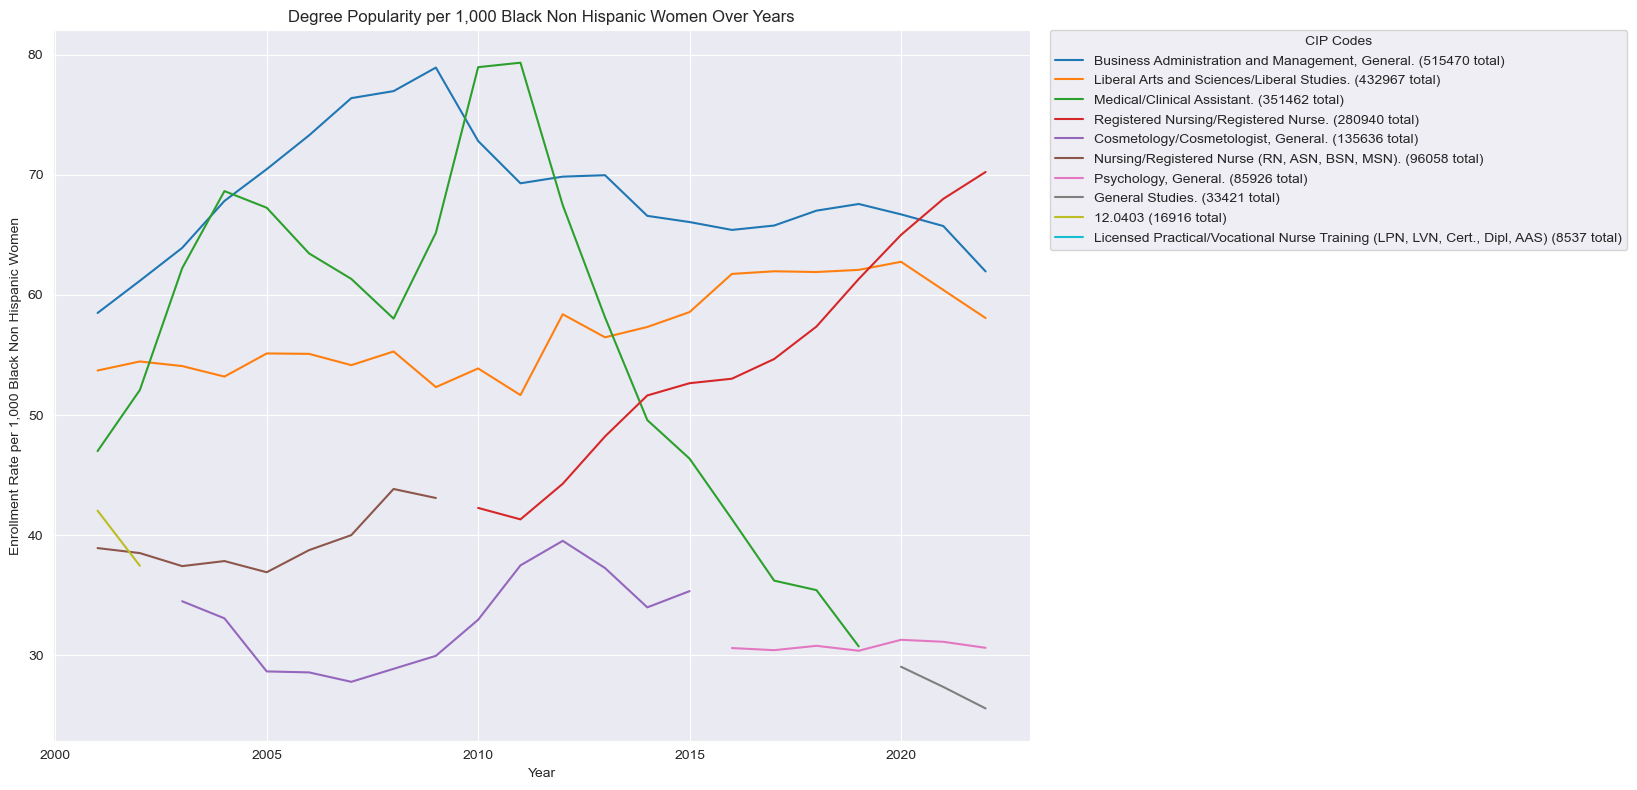 Degree Popularity per 1,000 Black Non Hispanic Women Over Years
CIP Codes
Business Administration and Management, General. (515470 total)
Liberal Arts and Sciences/Liberal Studies. (432967 total)
Medical/Clinical Assistant. (351462 total)
Registered Nursing/Registered Nurse. (280940 total)
Cosmetology/Cosmetologist, General. (135636 total)
Nursing/Registered Nurse (RN, ASN, BSN, MSN). (96058 total)
Psychology, General. (85926 total)
General Studies. (33421 total)
12.0403 (16916 total)
Licensed Practical/Vocational Nurse Training (LPN, LVN, Cert., Dipl, AAS) (8537 total)
Enrollment Rate per 1,000 Black Non Hispanic Women
80
70
60
50
40
30
2000
2005
2010
2015
2020
Year